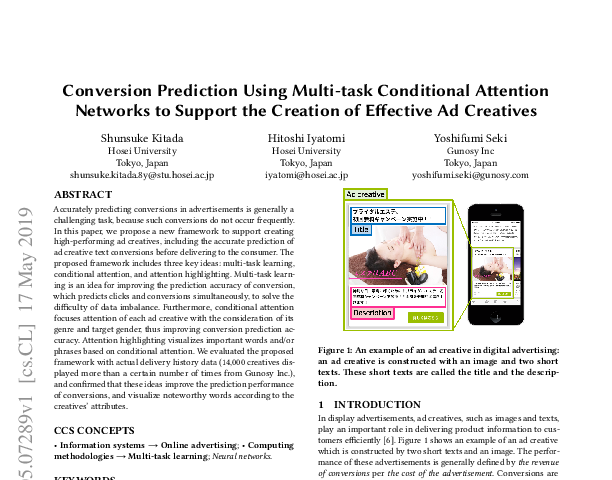 Conversion Prediction Using Multi-task Conditional Attention
Networks to Support the Creation of Effective Ad Creatives
Shunsuke Kitada
Hosei University
Tokyo, Japan
shunsuke.kitada.8y@stu.hosei.ac.jp
Hitoshi Iyatomi
Hosei University
Tokyo, Japan
iyatomi@hosei.ac.jp
Yoshifumi Seki
Gunosy Inc
Tokyo, Japan
yoshifumi.seki@gunosy.com
ABSTRACT
Accurately predicting conversions in advertisements is generally a
challenging task, because such conversions do not occur frequently.
In this paper, we propose a new framework to support creating
high-performing ad creatives, including the accurate prediction of
ad creative text conversions before delivering to the consumer. The
proposed framework includes three key ideas: multi-task learning,
conditional attention, and attention highlighting. Multi-task learn-
ing is an idea for improving the prediction accuracy of conversion,
which predicts clicks and conversions simultaneously, to solve the
difficulty of data imbalance. Furthermore, conditional attention
focuses attention of each ad creative with the consideration of its
genre and target gender, thus improving conversion prediction ac-
curacy. Attention highlighting visualizes important words and/or
phrases based on conditional attention. We evaluated the proposed
framework with actual delivery history data (14,000 creatives dis-
played more than a certain number of times from Gunosy Inc.),
and confirmed that these ideas improve the prediction performance
of conversions, and visualize noteworthy words according to the
creatives' attributes.
CCS CONCEPTS
• Information systems → Online advertising; • Computing
methodologies → Multi-task learning; Neural networks.
Ad creative
ブライダルエステ、
Title
Description
Figure 1: An example of an ad creative in digital advertising:
an ad creative is constructed with an image and two short
texts. These short texts are called the title and the descrip-
tion.
1 INTRODUCTION
In display advertisements, ad creatives, such as images and texts,
play an important role in delivering product information to cus-
tomers efficiently [6]. Figure 1 shows an example of an ad creative
which is constructed by two short texts and an image. The perfor-
mance of these advertisements is generally defined by the revenue
of conversions per the cost of the advertisement. Conversions are
5.07289v1 [cs.CL] 17 May 2019